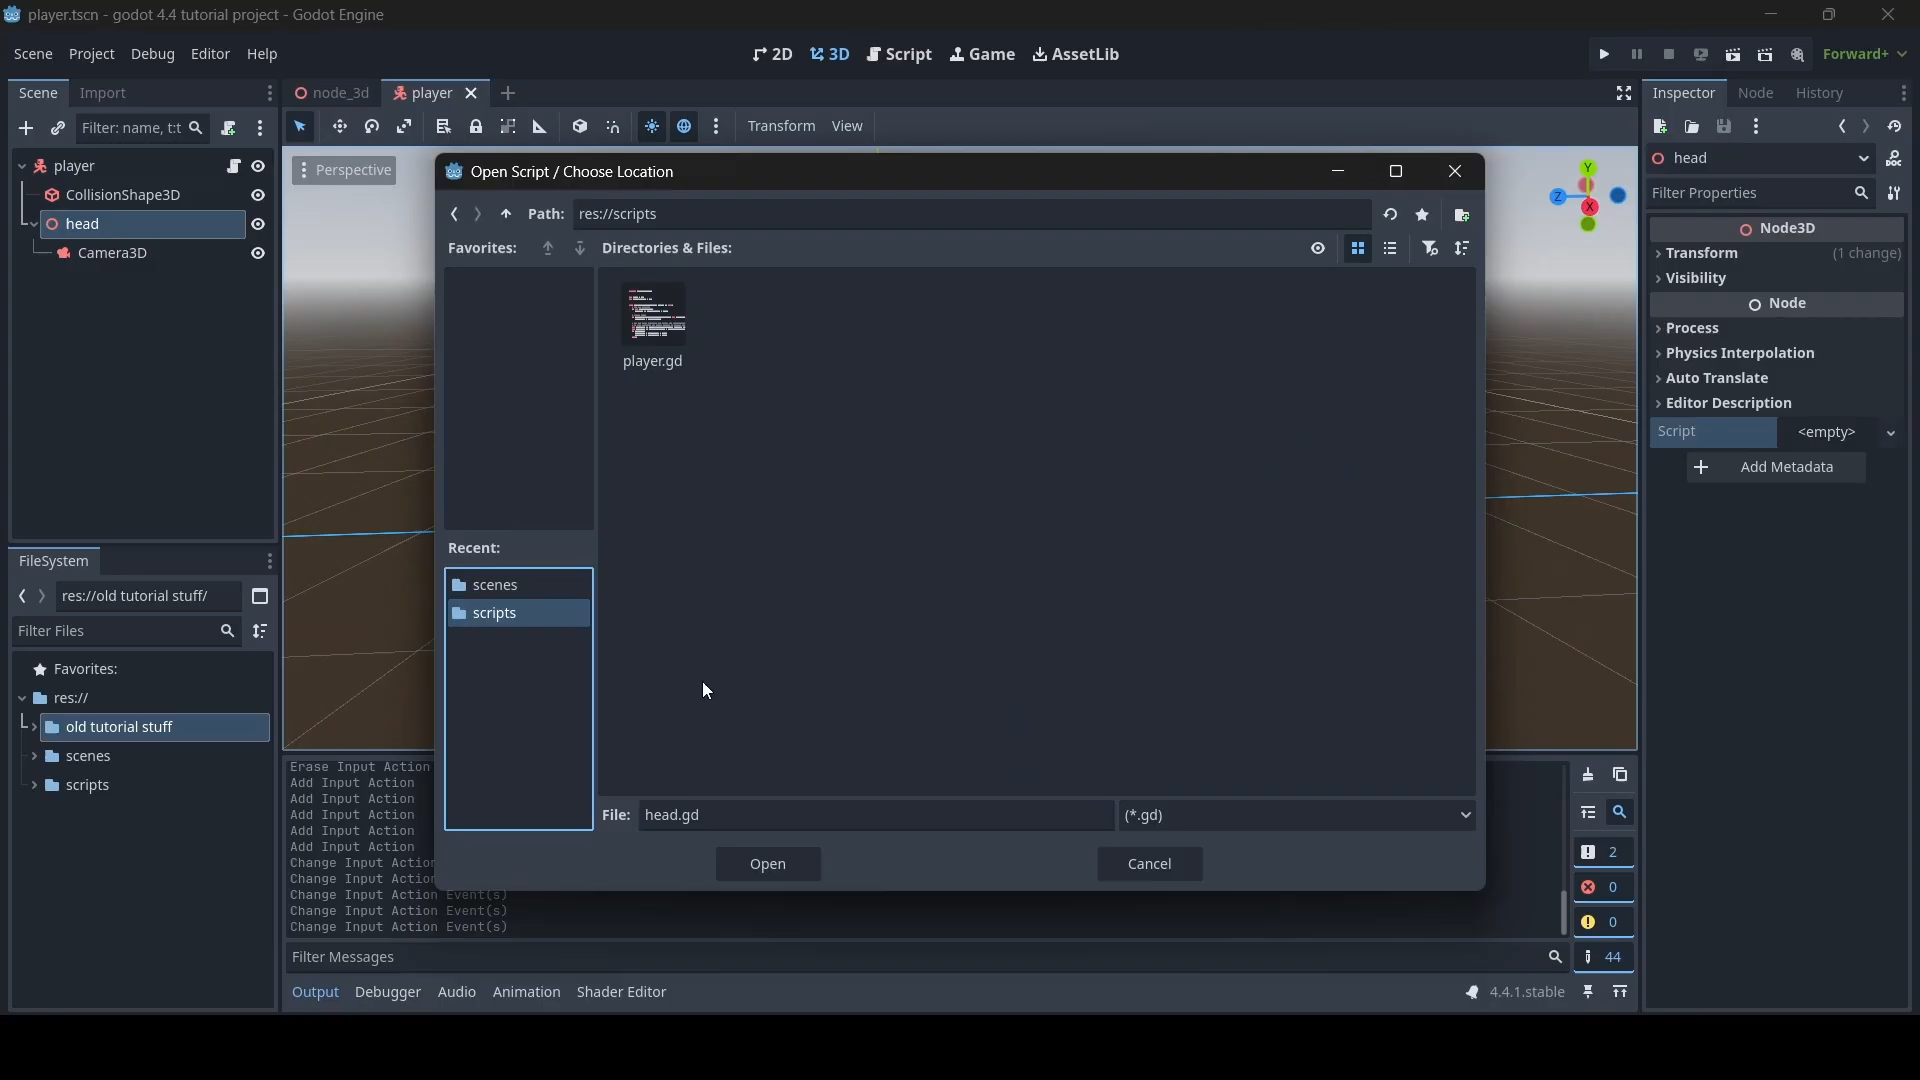 player.tscn - godot 4.4 tutorial project - Godot Engine
Scene Project Debug Editor Help
2D 3D Script Game AssetLib
Forward+
Scene Import
node_3d player
Inspector Node History
Filter: name, t:t
Transform View
player
CollisionShape3D
head
Camera3D
Perspective
Y
Z
X
head
Filter Properties
Node3D
Transform (1 change)
Visibility
Node
Process
Physics Interpolation
Auto Translate
Editor Description
Script <empty>
Add Metadata
Open Script / Choose Location
Path: res://scripts
Favorites: Directories & Files:
player.gd
Recent:
scenes
scripts
File: head.gd (*.gd)
Open Cancel
FileSystem
res://old tutorial stuff/
Filter Files
Favorites:
res://
old tutorial stuff
scenes
scripts
Erase Input Action
Add Input Action
Add Input Action
Add Input Action
Add Input Action
Add Input Action
Change Input Action
Change Input Action
Change Input Action Event(s)
Change Input Action Event(s)
Change Input Action Event(s)
2
0
0
44
Filter Messages
Output Debugger Audio Animation Shader Editor
4.4.1.stable